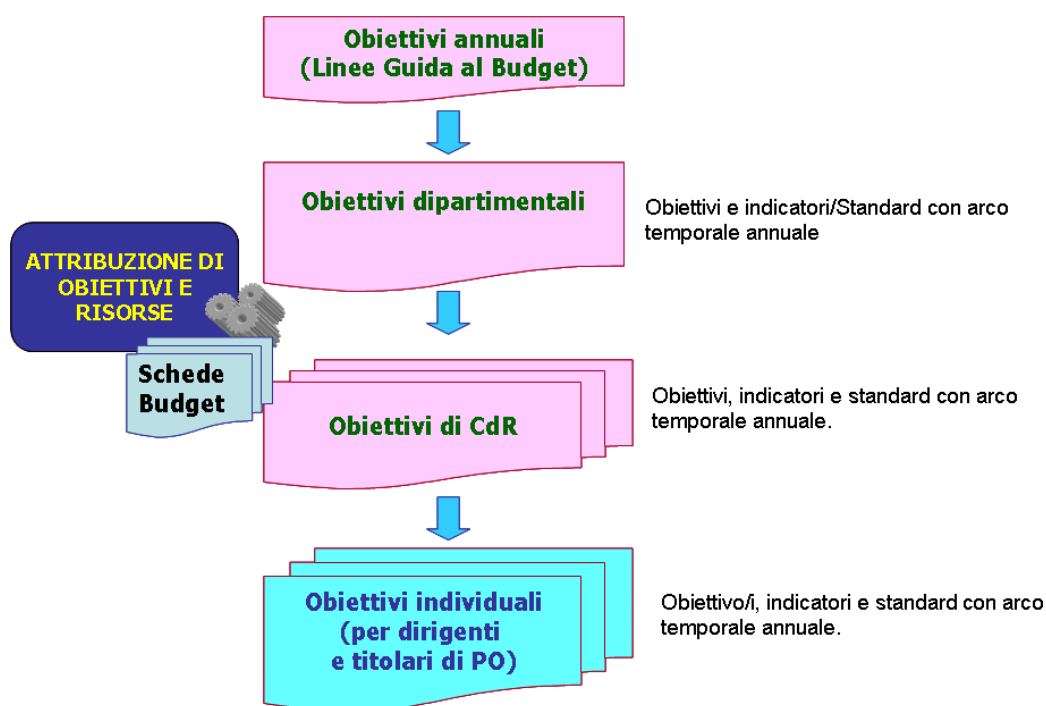 Obiettivi annuali
(Linee Guida al Budget)
Obiettivi dipartimentali
Obiettivi e indicatori/Standard con arco
temporale annuale
ATTRIBUZIONE DI
OBIETTIVI E
RISORSE
Schede
Budget
Obiettivi di CdR
Obiettivi, indicatori e standard con arco
temporale annuale.
Obiettivi individuali
(per dirigenti
e titolari di PO)
Obiettivo/i, indicatori e standard con arco
temporale annuale.